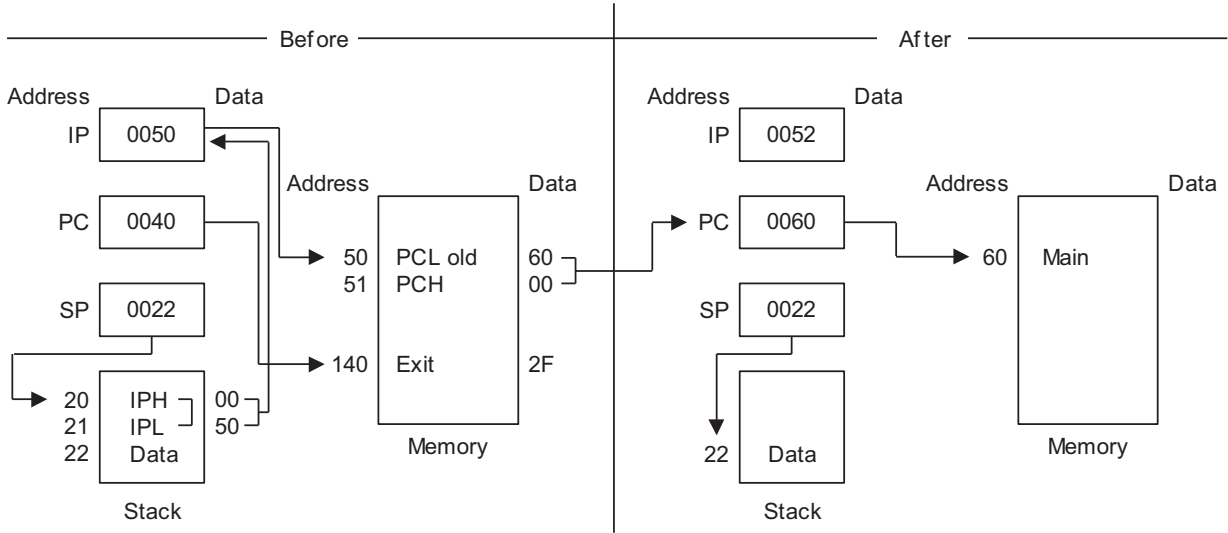 Before
Address Data
IP 0050
Address Data
PC 0040
50 PCL old 60
51 PCH 00
SP 0022
140 Exit 2F
20 IPH 00
21 IPL 50
22 Data
Memory
Stack
After
Address Data
IP 0052
Address Data
PC 0060
60 Main
SP 0022
22 Data
Memory
Stack